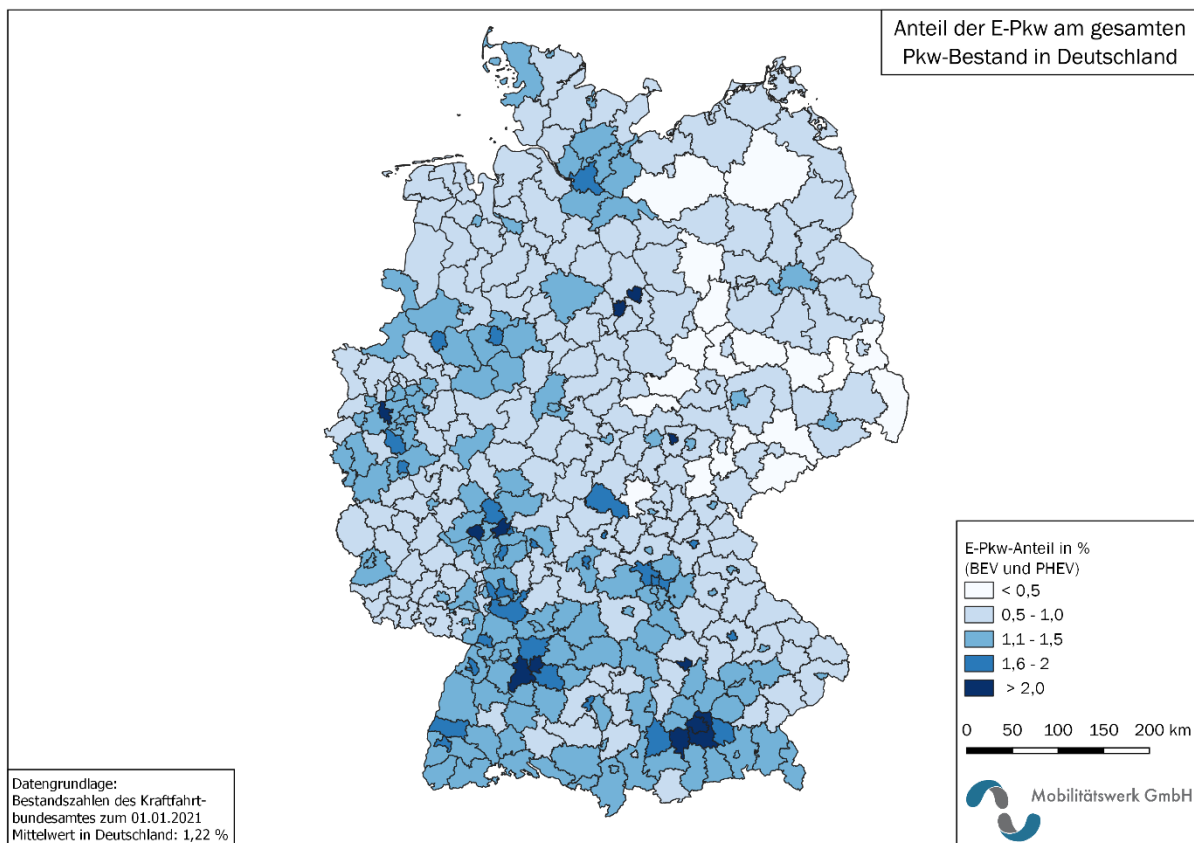 Anteil der E-Pkw am gesamten
Pkw-Bestand in Deutschland
E-Pkw-Anteil in %
(BEV und PHEV)
< 0,5
0,5 - 1,0
1,1 - 1,5
1,6 - 2
> 2,0
0 50 100 150 200 km
Mobilitätswerk GmbH
Datengrundlage:
Bestandszahlen des Kraftfahrt-
bundesamtes zum 01.01.2021
Mittelwert in Deutschland: 1,22 %